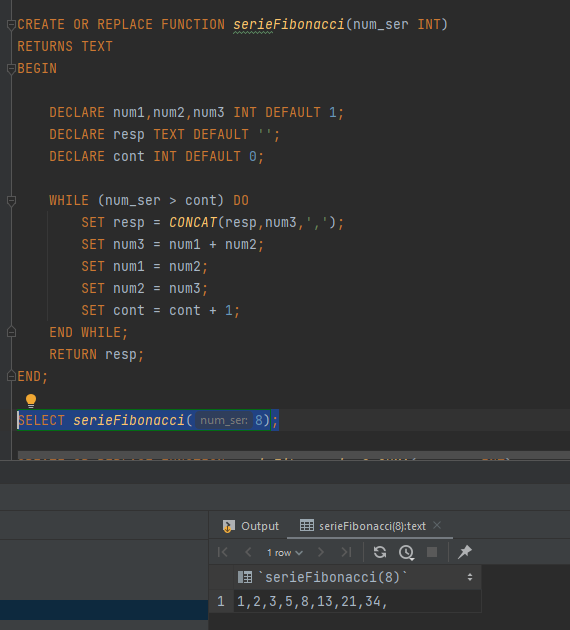 CREATE OR REPLACE FUNCTION serieFibonacci(num_ser INT)
RETURNS TEXT
BEGIN
DECLARE num1,num2,num3 INT DEFAULT 1;
DECLARE resp TEXT DEFAULT '';
DECLARE cont INT DEFAULT 0;
WHILE (num_ser > cont) DO
SET resp = CONCAT(resp,num3,',');
SET num3 = num1 + num2;
SET num1 = num2;
SET num2 = num3;
SET cont = cont + 1;
END WHILE;
RETURN resp;
END;
SELECT serieFibonacci( num_ser: 8);
Output serieFibonacci(8):text
1 row
`serieFibonacci(8)`
1 1,2,3,5,8,13,21,34,